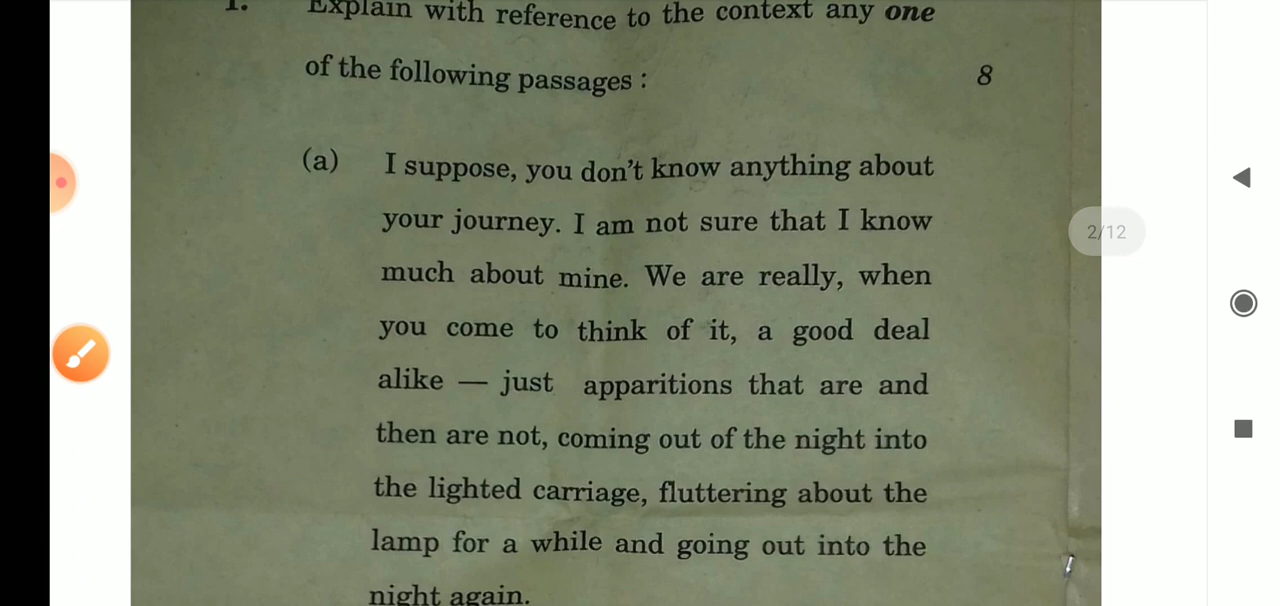 1. Explain with reference to the context any one
of the following passages : 8
(a) I suppose, you don't know anything about
your journey. I am not sure that I know
much about mine. We are really, when
you come to think of it, a good deal
alike — just apparitions that are and
then are not, coming out of the night into
the lighted carriage, fluttering about the
lamp for a while and going out into the
night again.
2/12